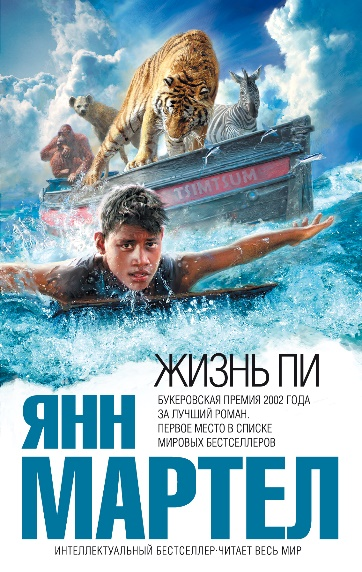 TSIMTSUM
ЖИЗНЬ ПИ
БУКЕРОВСКАЯ ПРЕМИЯ 2002 ГОДА
ЗА ЛУЧШИЙ РОМАН.
ПЕРВОЕ МЕСТО В СПИСКЕ
МИРОВЫХ БЕСТСЕЛЛЕРОВ
ЯНН
МАРТЕЛ
ИНТЕЛЛЕКТУАЛЬНЫЙ БЕСТСЕЛЛЕР·ЧИТАЕТ ВЕСЬ МИР